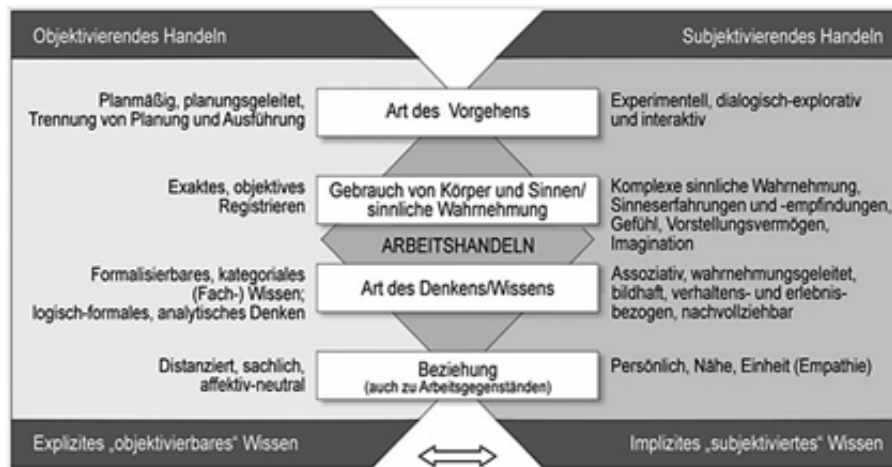 Objektivierendes Handeln
Subjektivierendes Handeln
Planmäßig, planungsgeleitet,
Trennung von Planung und Ausführung
Art des Vorgehens
Experimentell, dialogisch-explorativ
und interaktiv
Exaktes, objektives
Registrieren
Gebrauch von Körper und Sinnen/
sinnliche Wahrnehmung
Komplexe sinnliche Wahrnehmung,
Sinneserfahrungen und -empfindungen,
Gefühl, Vorstellungsvermögen,
Imagination
ARBEITSHANDELN
Formalisierbares, kategoriales
(Fach-) Wissen;
logisch-formales, analytisches Denken
Art des Denkens/Wissens
Assoziativ, wahrnehmungsgeleitet,
bildhaft, verhaltens- und erlebnis-
bezogen, nachvollziehbar
Distanziert, sachlich,
affektiv-neutral
Beziehung
(auch zu Arbeitsgegenständen)
Persönlich, Nähe, Einheit (Empathie)
Explizites „objektivierbares“ Wissen
Implizites „subjektiviertes“ Wissen